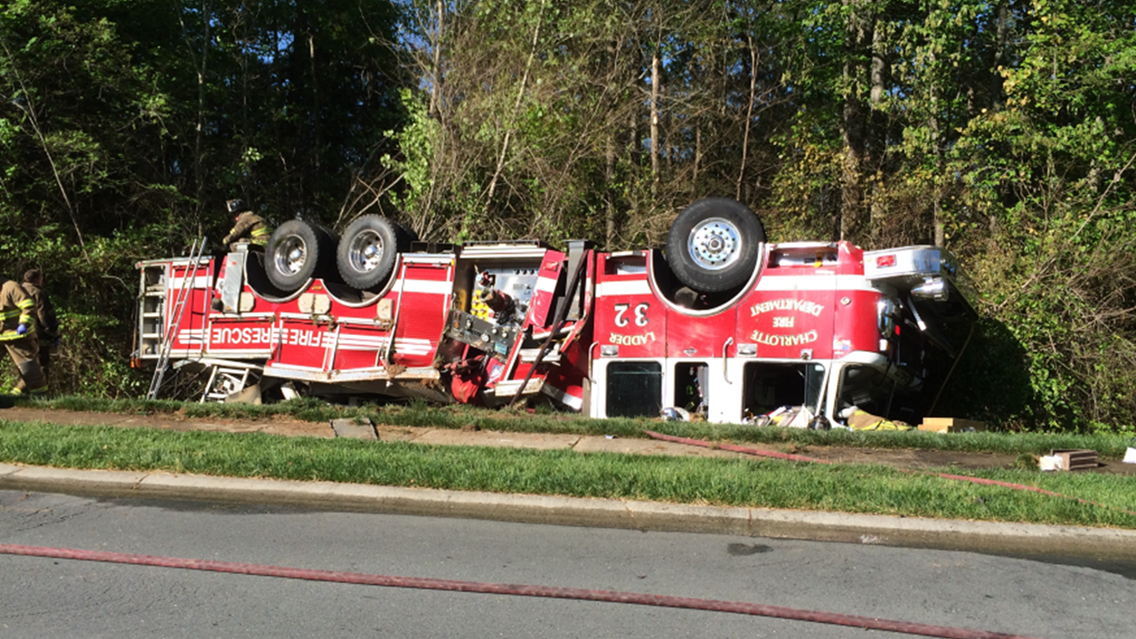 CHARLOTTE
FIRE
DEPARTMENT
LADDER
32
FIRE RESCUE